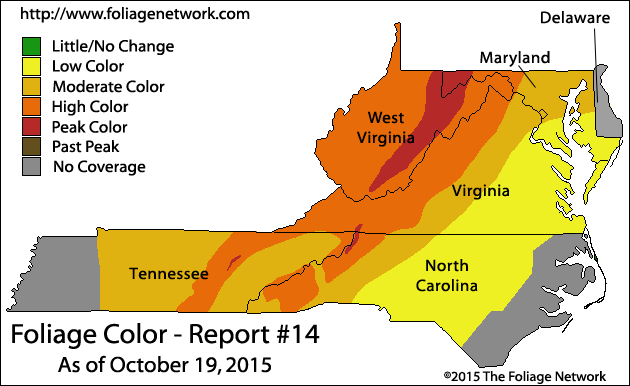 http://www.foliagenetwork.com
Delaware
Little/No Change
Low Color
Maryland
Moderate Color
High Color
Peak Color
Past Peak
No Coverage
West
Virginia
Virginia
Tennessee
North
Carolina
Foliage Color - Report #14
As of October 19, 2015
©2015 The Foliage Network